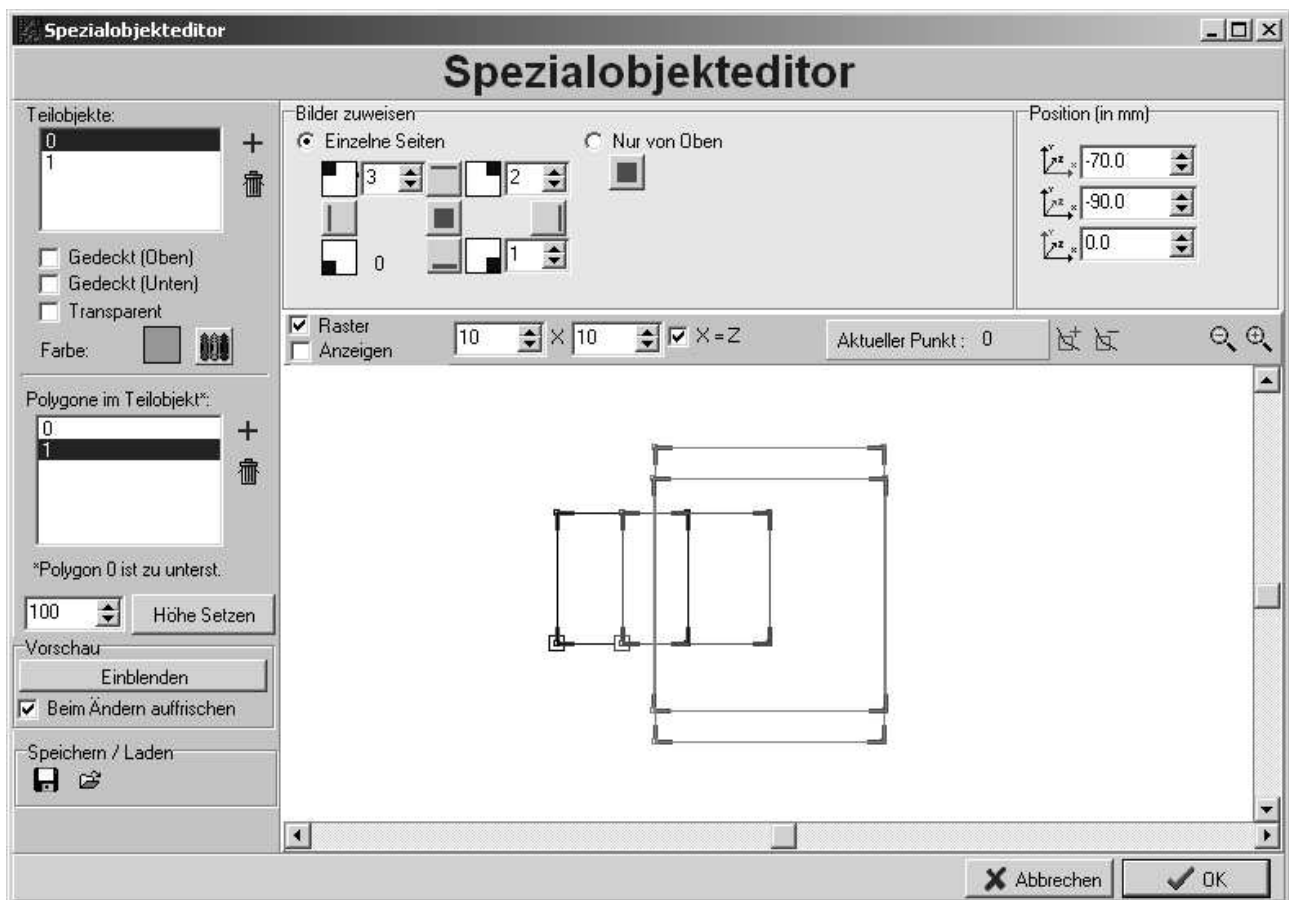 Spezialobjekteditor
Spezialobjekteditor
Teilobjekte:
0
1
Gedeckt (Oben)
Gedeckt (Unten)
Transparent
Farbe:
Polygone im Teilobjekt*:
0
1
*Polygon 0 ist zu unterst.
100 Höhe Setzen
Vorschau
Einblenden
Beim Ändern auffrischen
Speichern / Laden
Bilder zuweisen
Einzelne Seiten
Nur von Oben
3 2
0 1
Position (in mm)
Y Z X -70.0
Y Z X -90.0
Y Z X 0.0
Raster
Anzeigen
10 X 10 X = Z
Aktueller Punkt : 0
Abbrechen
OK